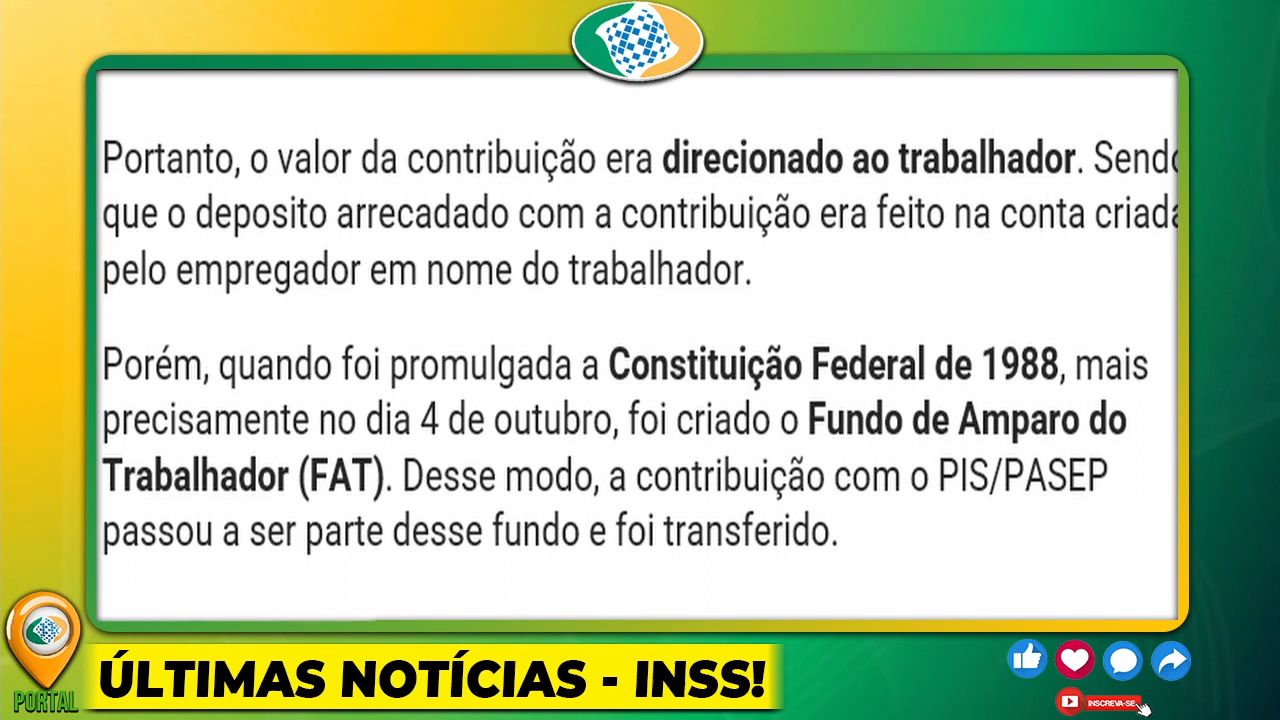 Portanto, o valor da contribuição era direcionado ao trabalhador. Sendo
que o deposito arrecadado com a contribuição era feito na conta criada
pelo empregador em nome do trabalhador.
Porém, quando foi promulgada a Constituição Federal de 1988, mais
precisamente no dia 4 de outubro, foi criado o Fundo de Amparo do
Trabalhador (FAT). Desse modo, a contribuição com o PIS/PASEP
passou a ser parte desse fundo e foi transferido.
PORTAL
ÚLTIMAS NOTÍCIAS - INSS!
INSCREVA-SE